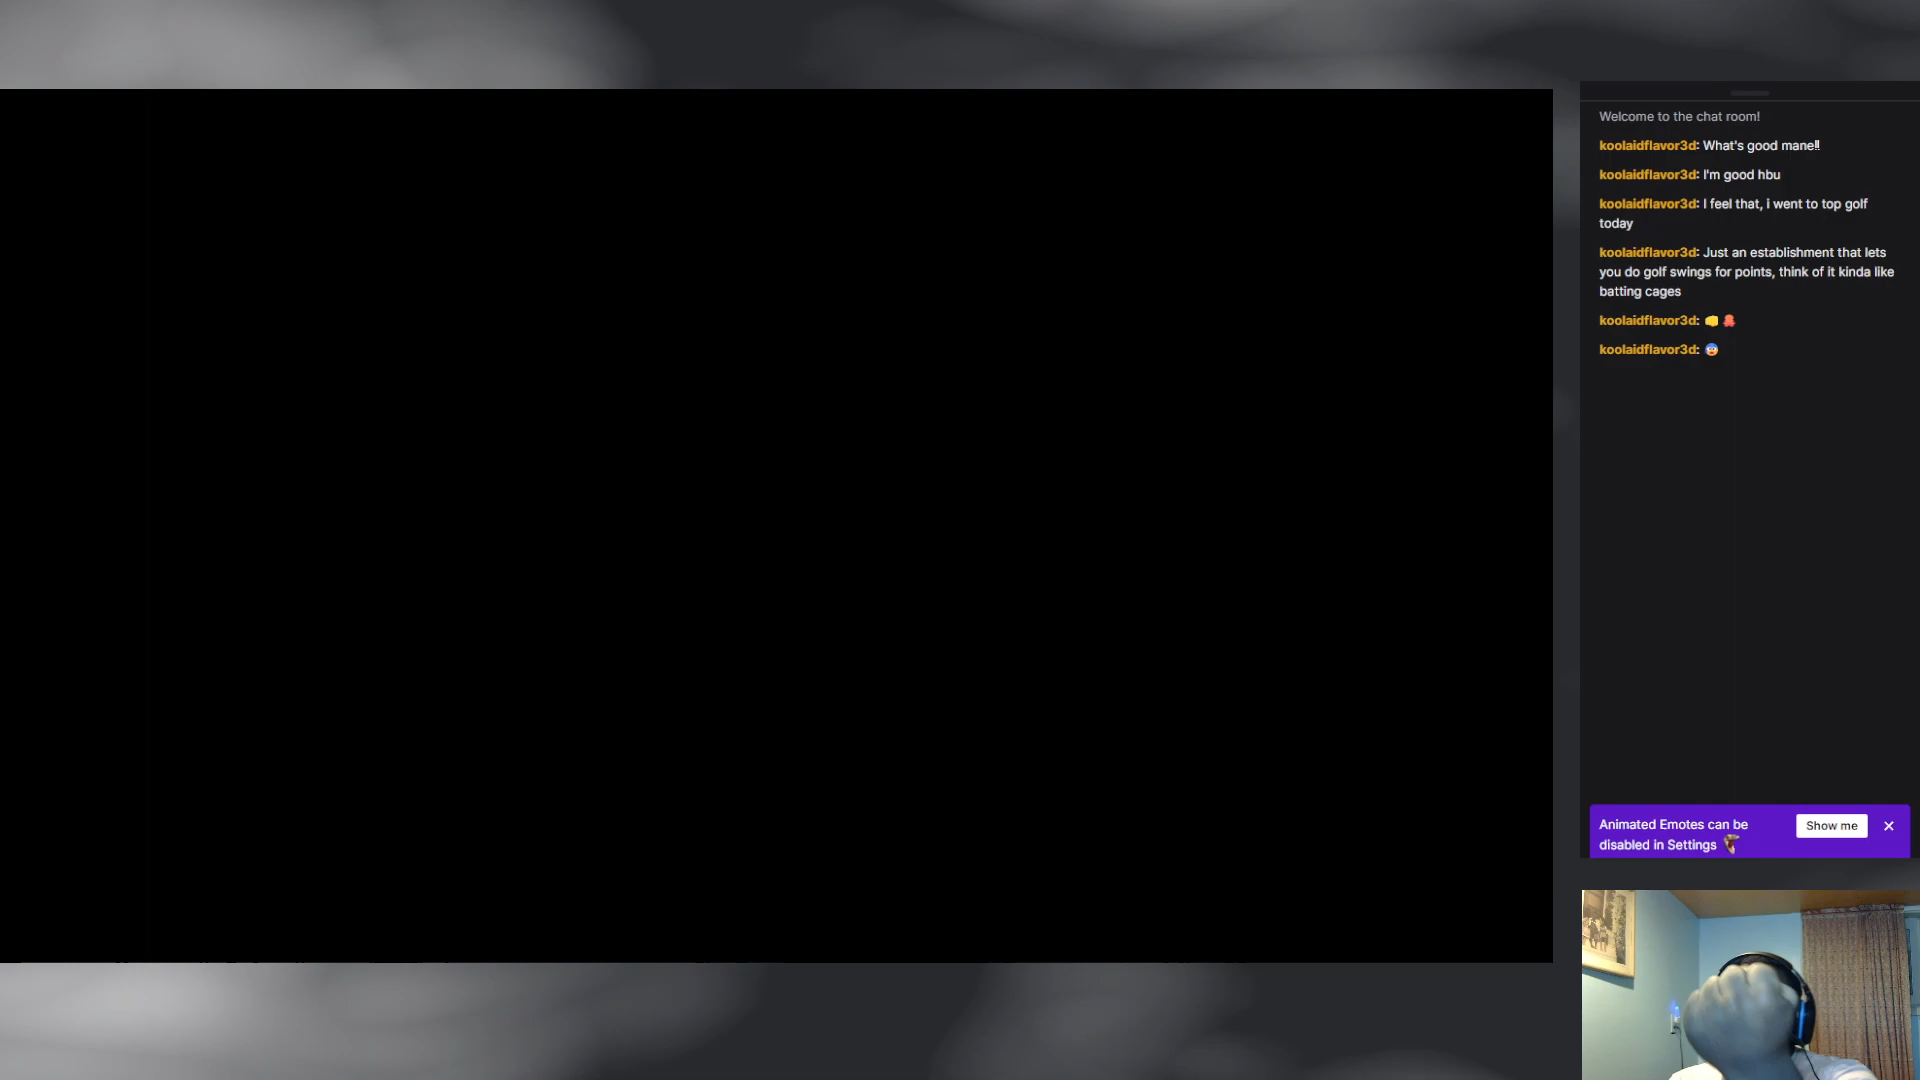 Welcome to the chat room!
koolaidflavor3d: What's good mane!!
koolaidflavor3d: I'm good hbu
koolaidflavor3d: I feel that, i went to top golf
today
koolaidflavor3d: Just an establishment that lets
you do golf swings for points, think of it kinda like
batting cages
koolaidflavor3d:
koolaidflavor3d:
Animated Emotes can be
disabled in Settings
Show me